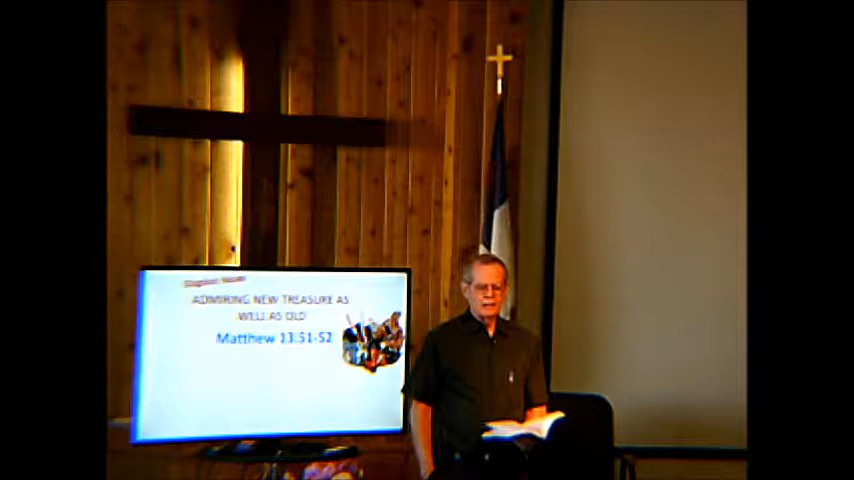 ADMIRING NEW TREASURE AS
WELL AS OLD
Matthew 13:51-52